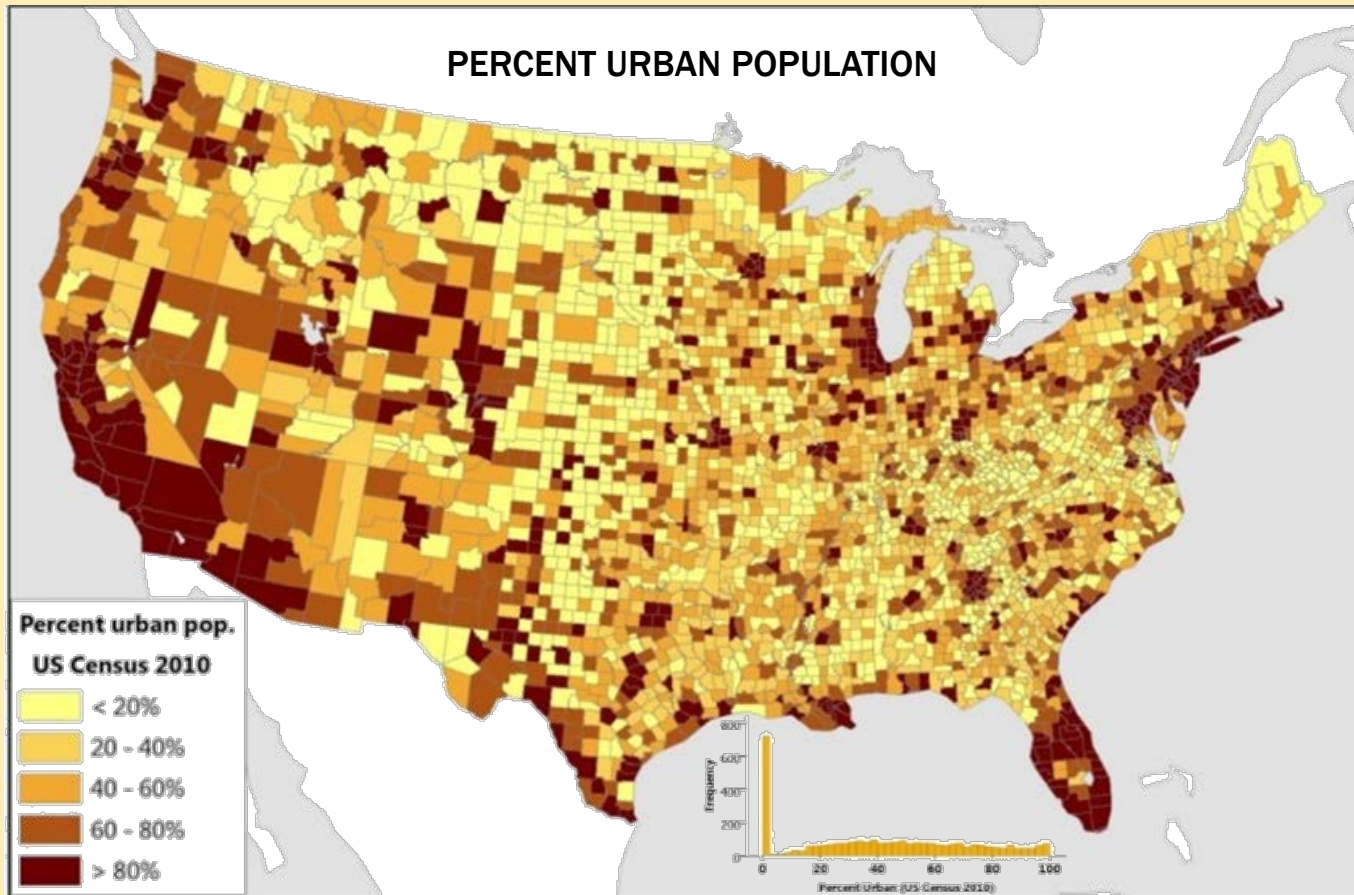 PERCENT URBAN POPULATION
Percent urban pop.
US Census 2010
< 20%
20 - 40%
40 - 60%
60 - 80%
> 80%
800
600
400
200
0
Frequency
0 20 40 60 80 100
Percent Urban (US Census 2010)